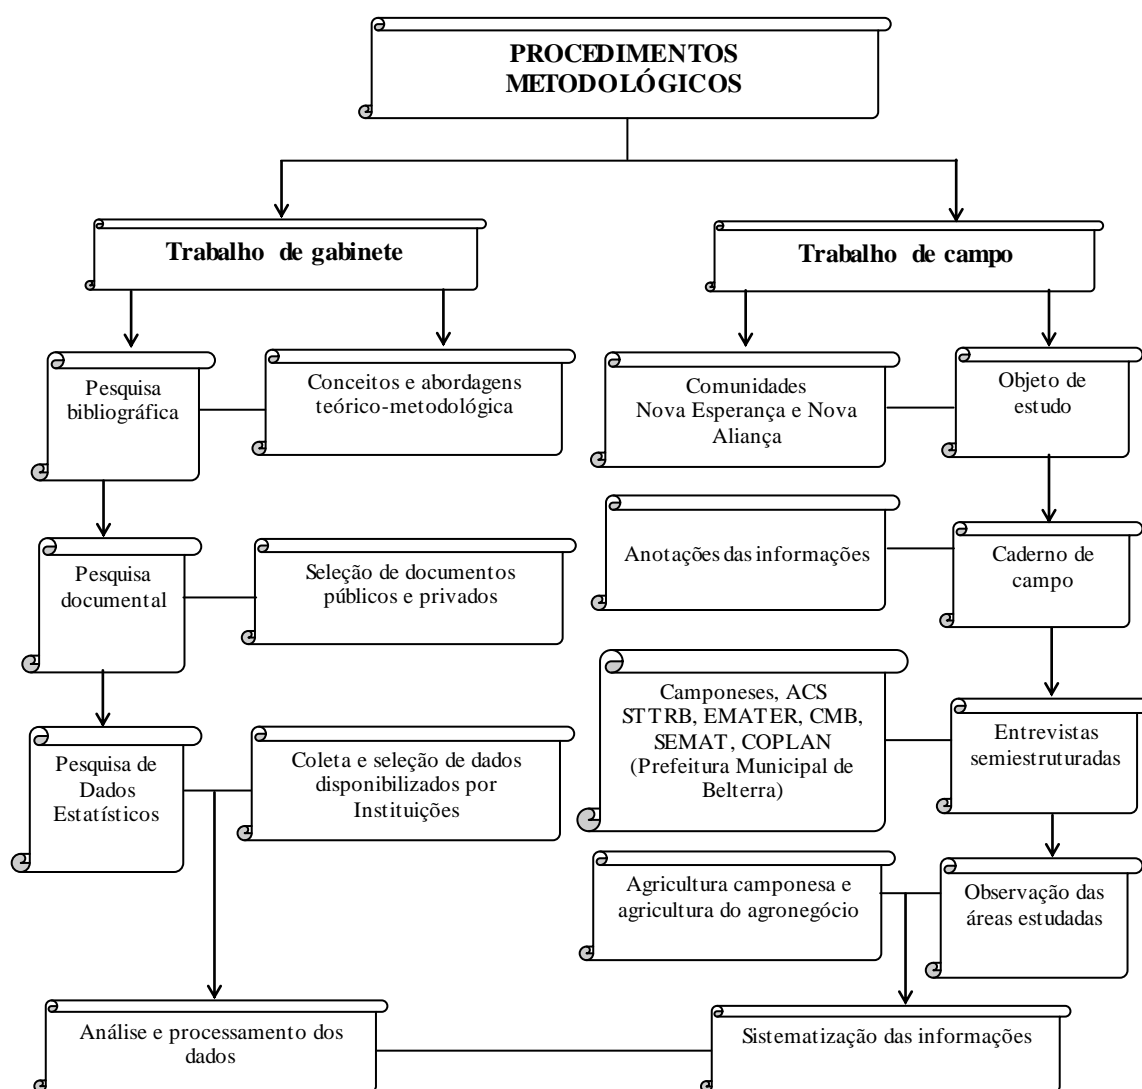 PROCEDIMENTOS
METODOLÓGICOS
Trabalho de gabinete
Trabalho de campo
Pesquisa
bibliográfica
Conceitos e abordagens
teórico-metodológica
Comunidades
Nova Esperança e Nova
Aliança
Objeto de
estudo
Pesquisa
documental
Seleção de documentos
públicos e privados
Anotações das informações
Caderno de
campo
Pesquisa de
Dados
Estatísticos
Coleta e seleção de dados
disponibilizados por
Instituições
Camponeses, ACS
STTRB, EMATER, CMB,
SEMAT, COPLAN
(Prefeitura Municipal de
Belterra)
Entrevistas
semiestruturadas
Agricultura camponesa e
agricultura do agronegócio
Observação das
áreas estudadas
Análise e processamento dos
dados
Sistematização das informações